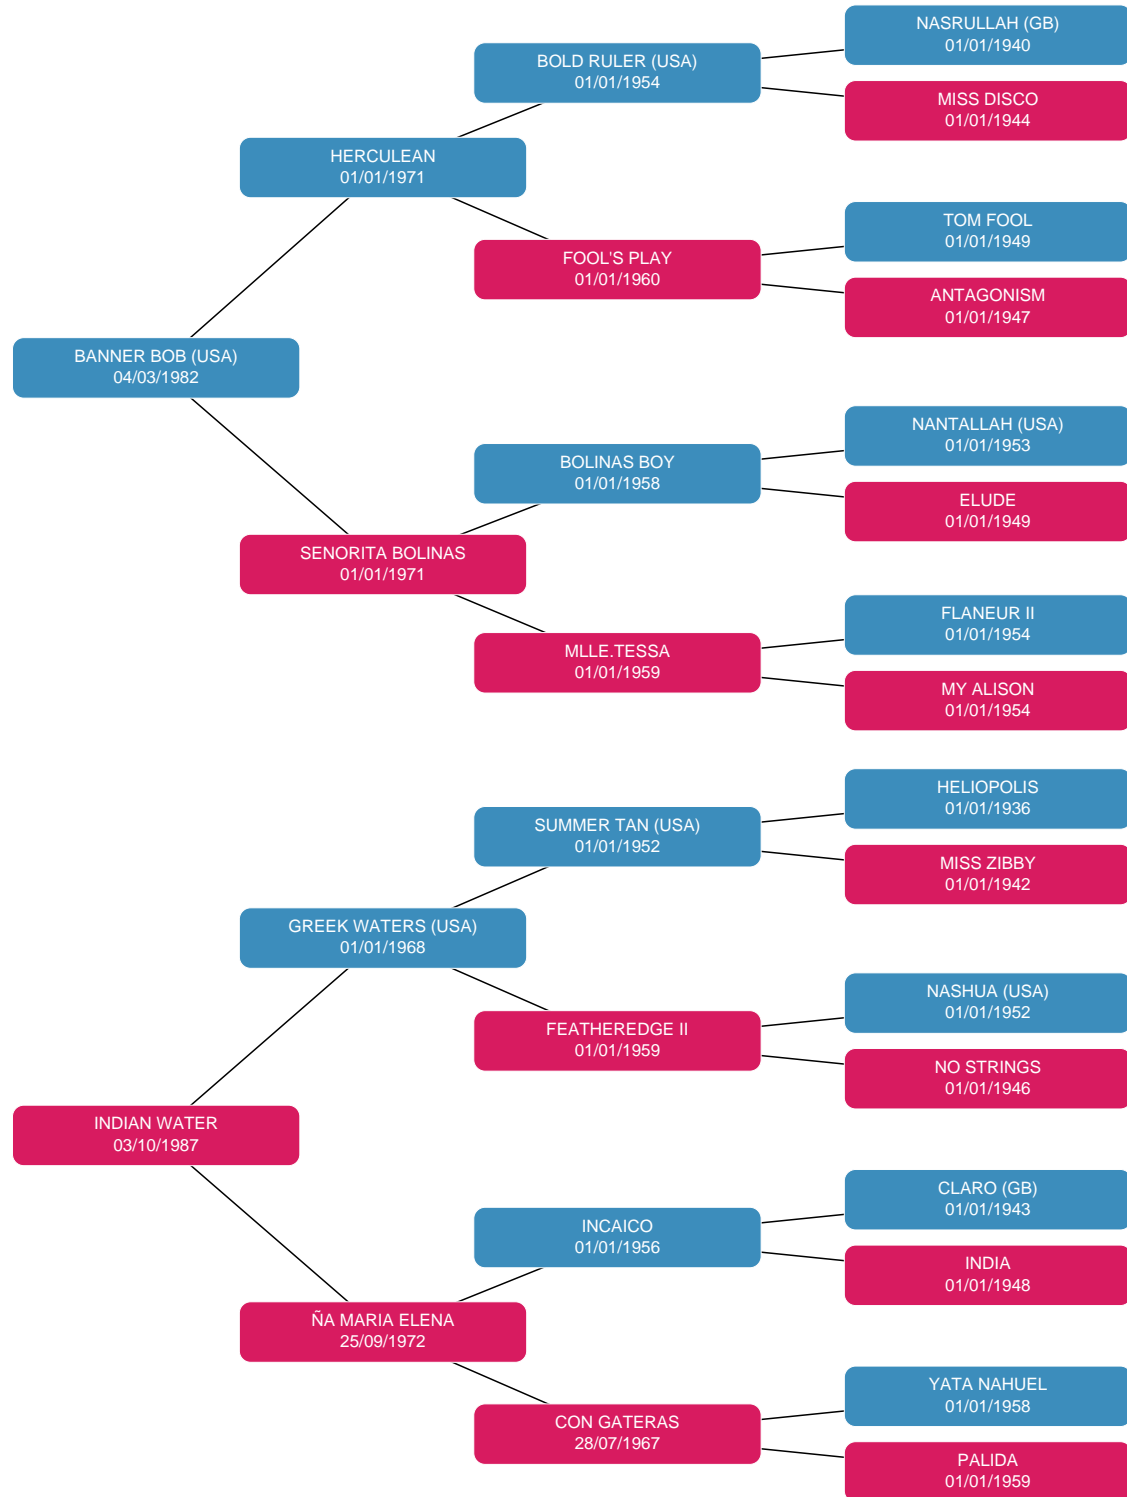 NASRULLAH (GB)
01/01/1940
BOLD RULER (USA)
01/01/1954
MISS DISCO
01/01/1944
HERCULEAN
01/01/1971
TOM FOOL
01/01/1949
FOOL'S PLAY
01/01/1960
ANTAGONISM
01/01/1947
BANNER BOB (USA)
04/03/1982
NANTALLAH (USA)
01/01/1953
BOLINAS BOY
01/01/1958
ELUDE
01/01/1949
SENORITA BOLINAS
01/01/1971
FLANEUR II
01/01/1954
MLLE.TESSA
01/01/1959
MY ALISON
01/01/1954
HELIOPOLIS
01/01/1936
SUMMER TAN (USA)
01/01/1952
MISS ZIBBY
01/01/1942
GREEK WATERS (USA)
01/01/1968
NASHUA (USA)
01/01/1952
FEATHEREDGE II
01/01/1959
NO STRINGS
01/01/1946
INDIAN WATER
03/10/1987
CLARO (GB)
01/01/1943
INCAICO
01/01/1956
INDIA
01/01/1948
ÑA MARIA ELENA
25/09/1972
YATA NAHUEL
01/01/1958
CON GATERAS
28/07/1967
PALIDA
01/01/1959